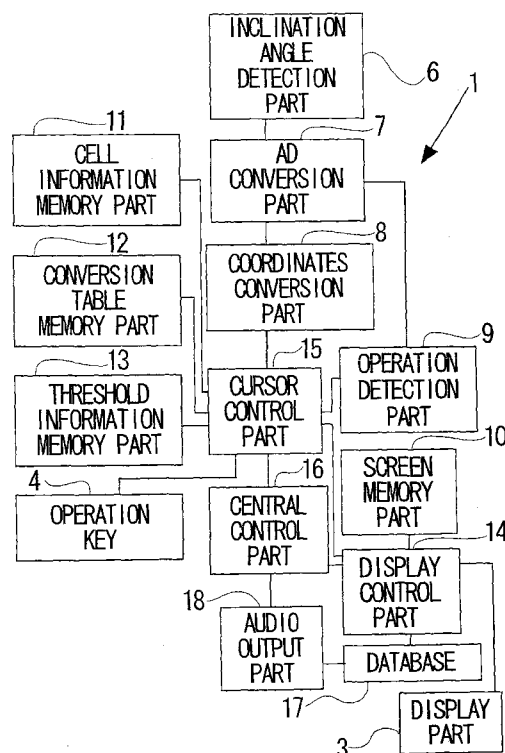 INCLINATION
ANGLE
DETECTION
PART
6
1
7
AD
CONVERSION
PART
11
CELL
INFORMATION
MEMORY PART
8
COORDINATES
CONVERSION
PART
12
CONVERSION
TABLE
MEMORY PART
9
OPERATION
DETECTION
PART
15
CURSOR
CONTROL
PART
13
THRESHOLD
INFORMATION
MEMORY PART
10
SCREEN
MEMORY
PART
4
OPERATION
KEY
16
CENTRAL
CONTROL
PART
14
DISPLAY
CONTROL
PART
18
AUDIO
OUTPUT
PART
DATABASE
17
DISPLAY
PART
3